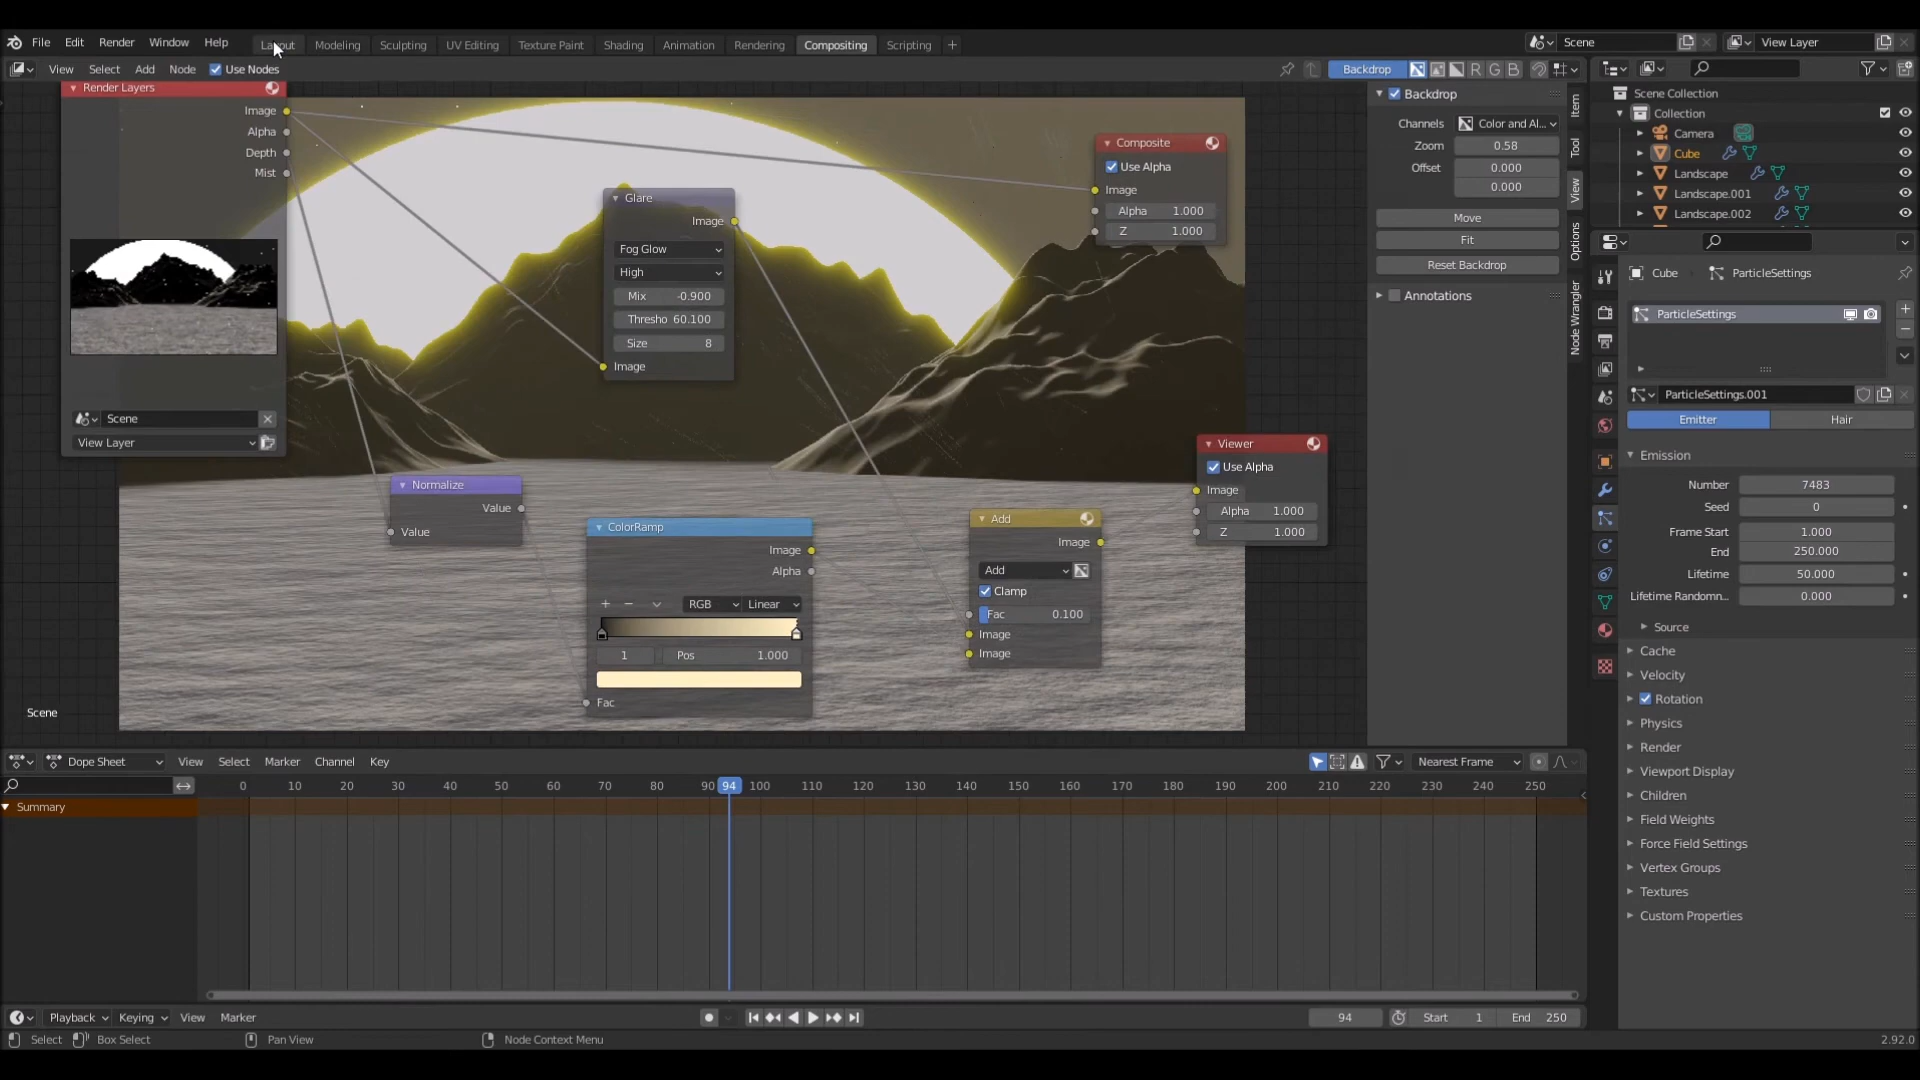 File Edit Render Window Help Layout Modeling Sculpting UV Editing Texture Paint Shading Animation Rendering Compositing Scripting + Scene View Layer
View Select Add Node Use Nodes Backdrop R G B
Render Layers
Image
Alpha
Depth
Mist
Scene
View Layer
Glare
Image
Fog Glow
High
Mix -0.900
Thresho 60.100
Size 8
Image
Composite
Use Alpha
Image
Alpha 1.000
Z 1.000
Normalize
Value
Value
ColorRamp
Image
Alpha
+ − RGB Linear
1 Pos 1.000
Fac
Add
Image
Add
Clamp
Fac 0.100
Image
Image
Viewer
Use Alpha
Image
Alpha 1.000
Z 1.000
Scene
Backdrop
Channels Color and Al...
Zoom 0.58
Offset 0.000
0.000
Move
Fit
Reset Backdrop
Annotations
Item
Tool
View
Options
Node Wrangler
Scene Collection
Collection
Camera
Cube
Landscape
Landscape.001
Landscape.002
Cube ParticleSettings
ParticleSettings
ParticleSettings.001
Emitter Hair
Emission
Number 7483
Seed 0
Frame Start 1.000
End 250.000
Lifetime 50.000
Lifetime Randomn... 0.000
Source
Cache
Velocity
Rotation
Physics
Render
Viewport Display
Children
Field Weights
Force Field Settings
Vertex Groups
Textures
Custom Properties
Dope Sheet View Select Marker Channel Key Nearest Frame
0 10 20 30 40 50 60 70 80 90 94 100 110 120 130 140 150 160 170 180 190 200 210 220 230 240 250
Summary
Playback Keying View Marker 94 Start 1 End 250
Select Box Select Pan View Node Context Menu 2.92.0